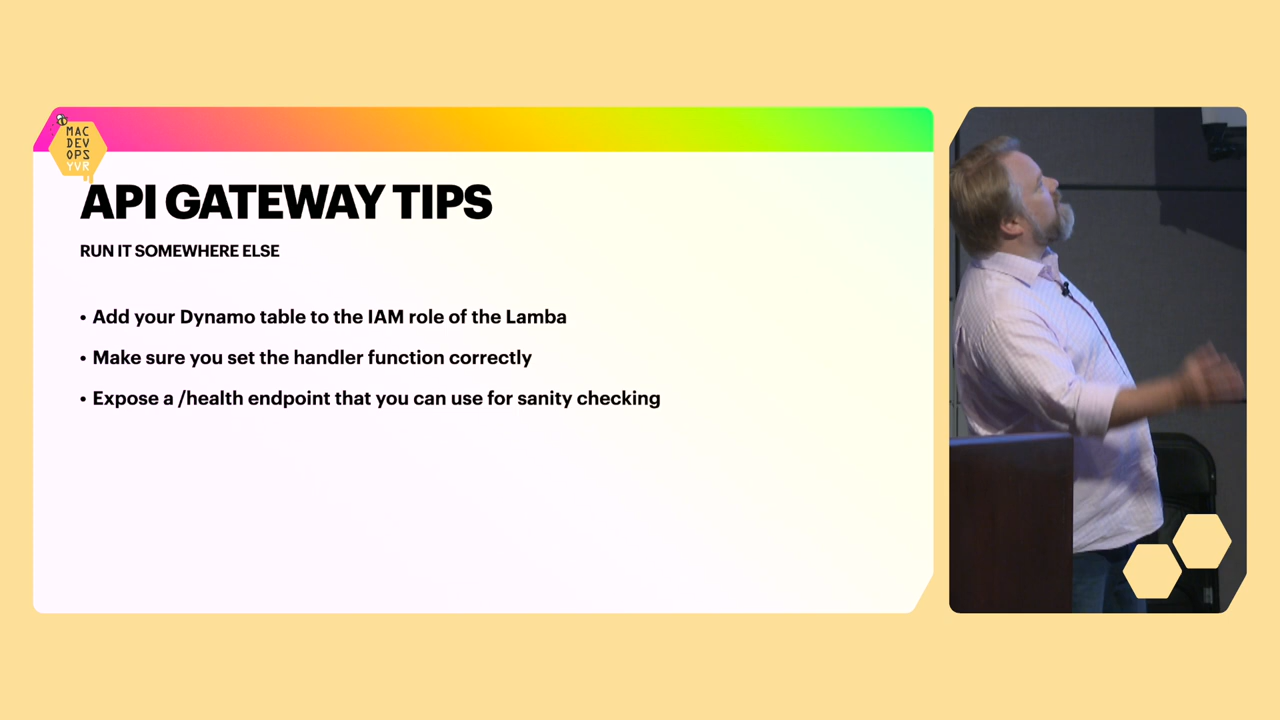 MAC
DEV
OPS
YVR
API GATEWAY TIPS
RUN IT SOMEWHERE ELSE
• Add your Dynamo table to the IAM role of the Lamba
• Make sure you set the handler function correctly
• Expose a /health endpoint that you can use for sanity checking